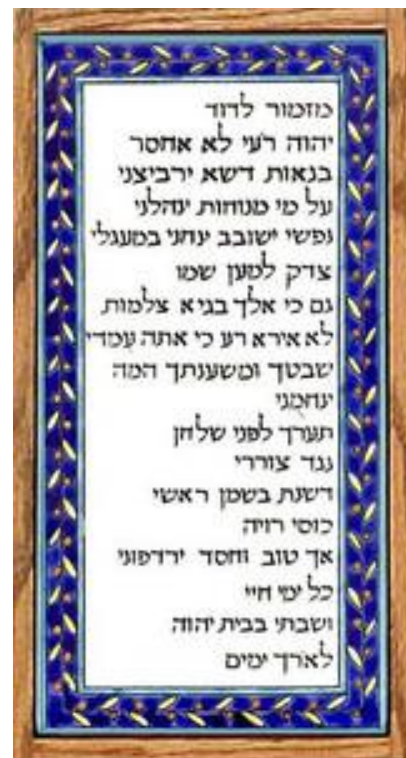 מזמור לדוד
יהוה רעי לא אחסר
בנאות דשא ירביצני
על מי מנוחות ינהלני
נפשי ישובב ינחני במעגלי
צדק למען שמו
גם כי אלך בגיא צלמות
לא אירא רע כי אתה עמדי
שבטך ומשענתך המה
ינחמני
תערך לפני שלחן
נגד צוררי
דשנת בשמן ראשי
כוסי רויה
אך טוב וחסד ירדפוני
כל ימי חיי
ושבתי בבית יהוה
לארך ימים